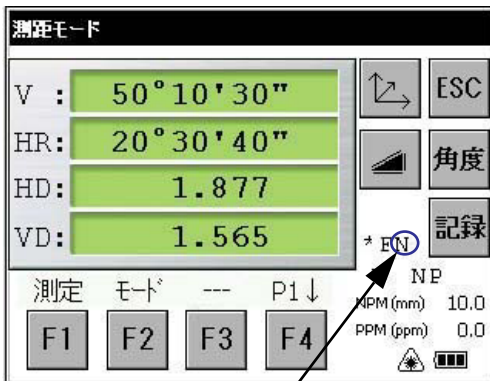 測距モード
V : 50°10'30"
HR: 20°30'40"
HD: 1.877
VD: 1.565
ESC
角度
記録
* FN
NP
NPM (mm) 10.0
PPM (ppm) 0.0
測定 モード --- P1↓
F1 F2 F3 F4